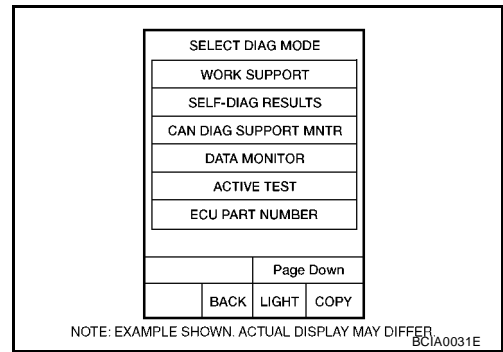 SELECT DIAG MODE
WORK SUPPORT
SELF-DIAG RESULTS
CAN DIAG SUPPORT MNTR
DATA MONITOR
ACTIVE TEST
ECU PART NUMBER
Page Down
BACK LIGHT COPY
NOTE: EXAMPLE SHOWN. ACTUAL DISPLAY MAY DIFFER.
BCIA0031E